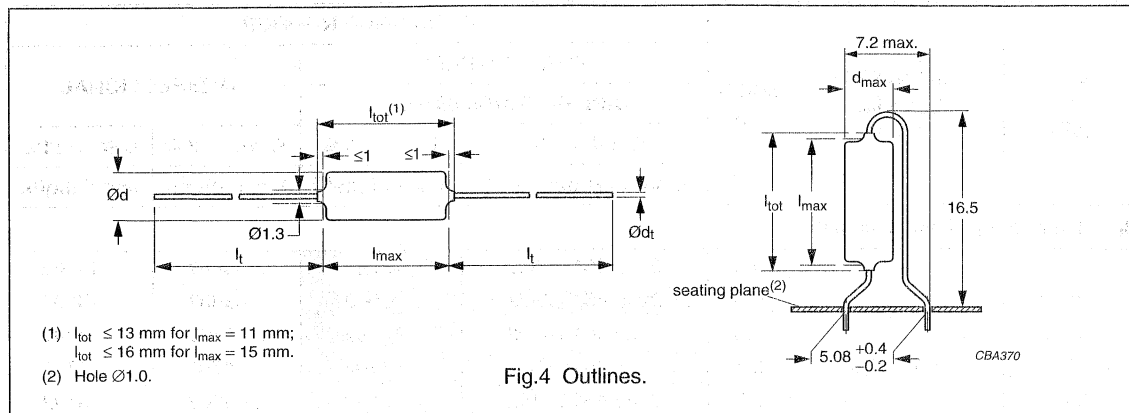 7.2 max.
dmax
ltot(1)
≤1 ≤1
Ød
Ø1.3
Ødt
lt lmax lt
ltot lmax 16.5
seating plane(2)
5.08 +0.4 −0.2
CBA370
(1) ltot ≤ 13 mm for lmax = 11 mm;
ltot ≤ 16 mm for lmax = 15 mm.
(2) Hole Ø1.0.
Fig.4 Outlines.